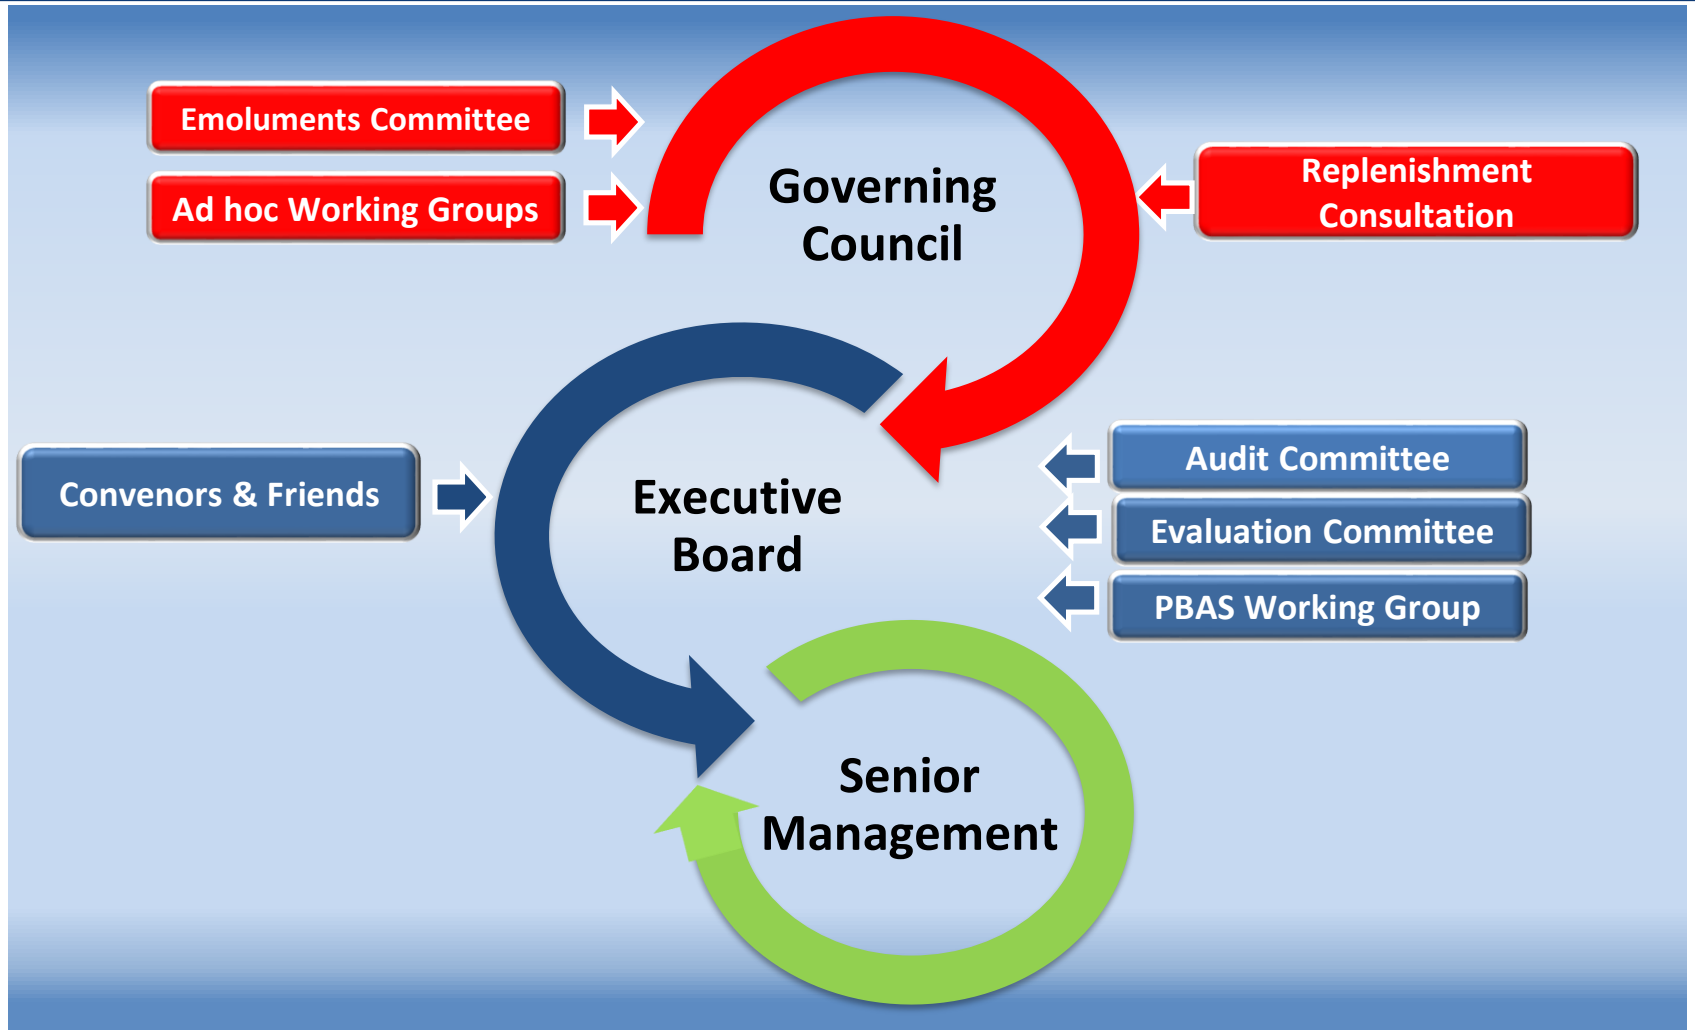 Emoluments Committee
Ad hoc Working Groups
Governing
Council
Replenishment
Consultation
Convenors & Friends
Executive
Board
Audit Committee
Evaluation Committee
PBAS Working Group
Senior
Management